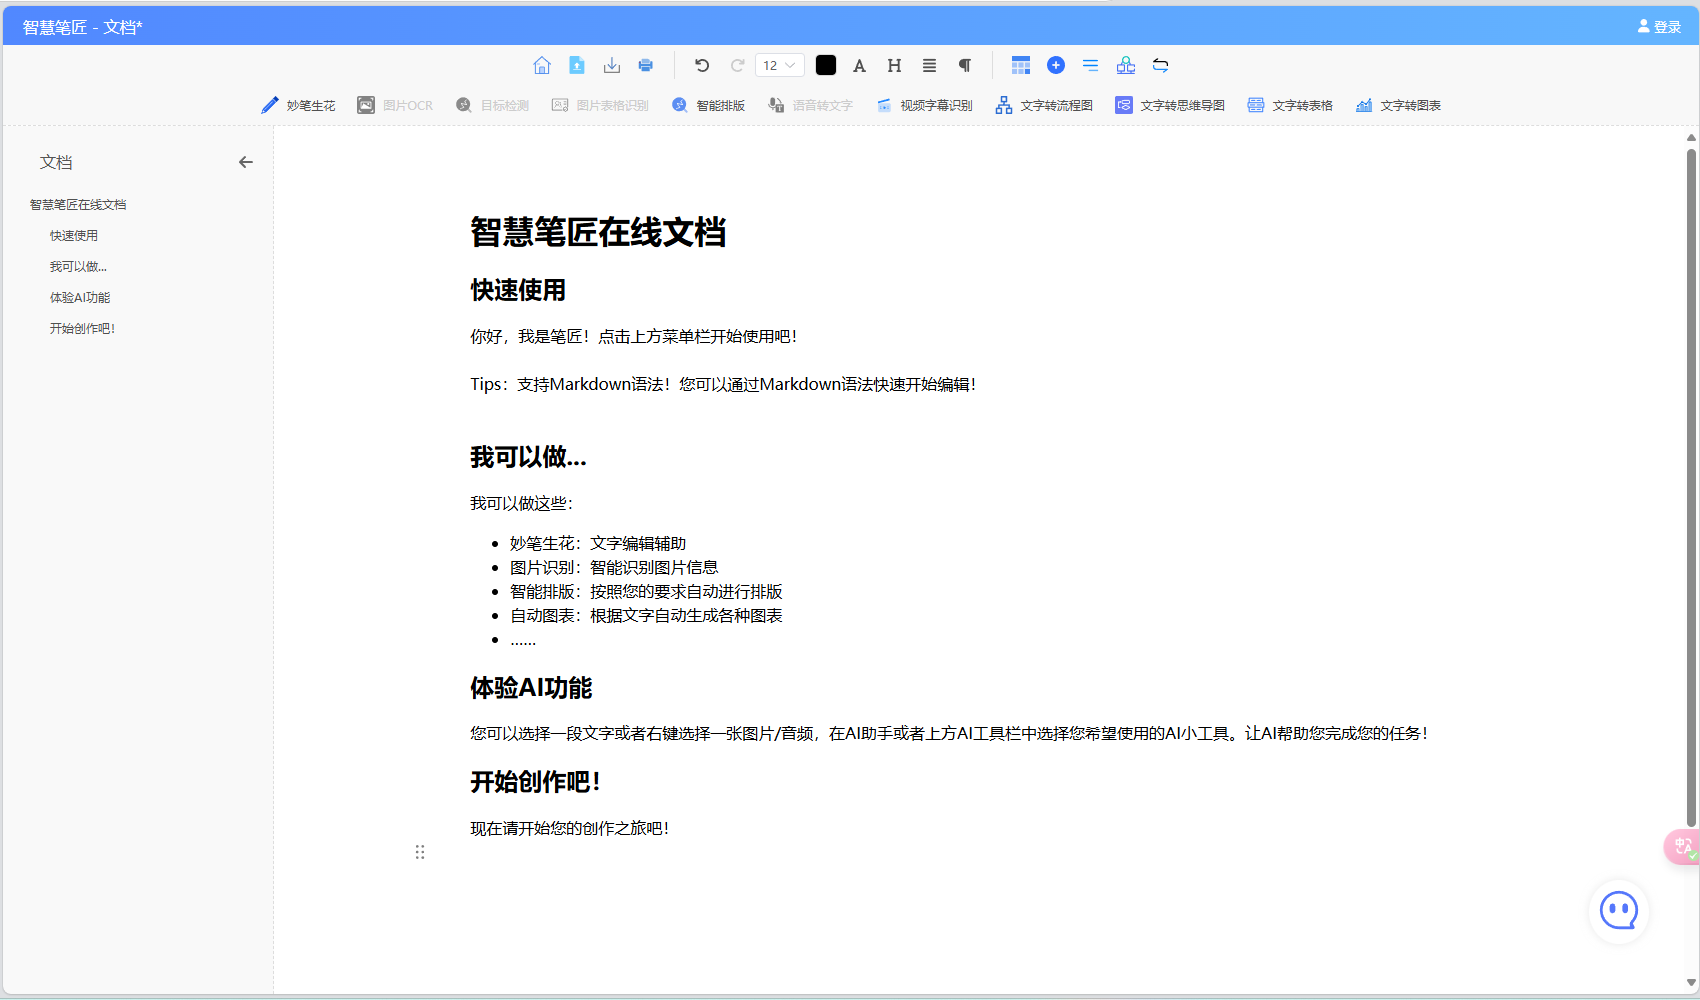 智慧笔匠 - 文档*
登录
12
妙笔生花 图片OCR 目标检测 图片表格识别 智能排版 语音转文字 视频字幕识别 文字转流程图 文字转思维导图 文字转表格 文字转图表
文档
智慧笔匠在线文档
快速使用
我可以做...
体验AI功能
开始创作吧！
智慧笔匠在线文档
快速使用
你好，我是笔匠！点击上方菜单栏开始使用吧！
Tips：支持Markdown语法！您可以通过Markdown语法快速开始编辑！
我可以做...
我可以做这些：
• 妙笔生花：文字编辑辅助
• 图片识别：智能识别图片信息
• 智能排版：按照您的要求自动进行排版
• 自动图表：根据文字自动生成各种图表
• ……
体验AI功能
您可以选择一段文字或者右键选择一张图片/音频，在AI助手或者上方AI工具栏中选择您希望使用的AI小工具。让AI帮助您完成您的任务！
开始创作吧！
现在请开始您的创作之旅吧！